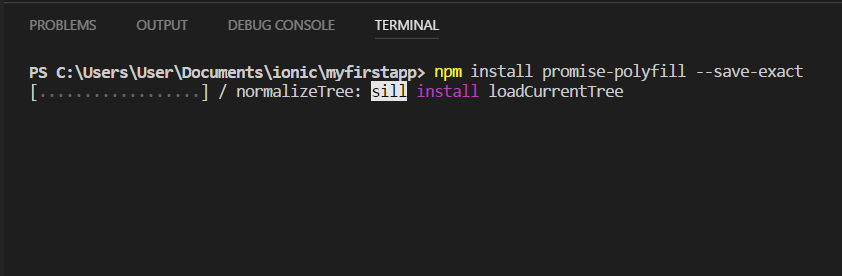 PROBLEMS OUTPUT DEBUG CONSOLE TERMINAL
PS C:\Users\User\Documents\ionic\myfirstapp> npm install promise-polyfill --save-exact
[..................] / normalizeTree: sill install loadCurrentTree